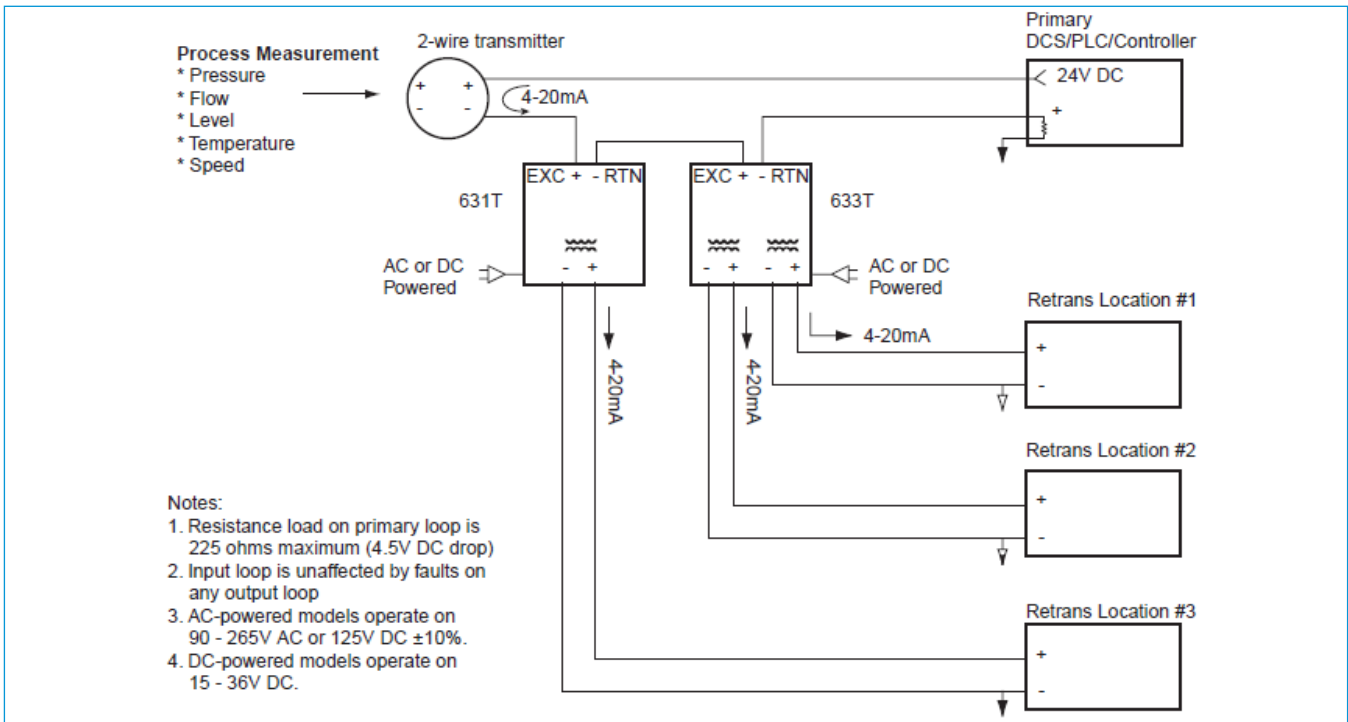 Process Measurement
* Pressure
* Flow
* Level
* Temperature
* Speed
2-wire transmitter
+ +
- -
4-20mA
Primary
DCS/PLC/Controller
24V DC
+
EXC + - RTN
631T
- +
AC or DC
Powered
EXC + - RTN
633T
- + - +
AC or DC
Powered
4-20mA
4-20mA
4-20mA
Retrans Location #1
+
-
Retrans Location #2
+
-
Retrans Location #3
+
-
Notes:
1. Resistance load on primary loop is
225 ohms maximum (4.5V DC drop)
2. Input loop is unaffected by faults on
any output loop
3. AC-powered models operate on
90 - 265V AC or 125V DC ±10%.
4. DC-powered models operate on
15 - 36V DC.